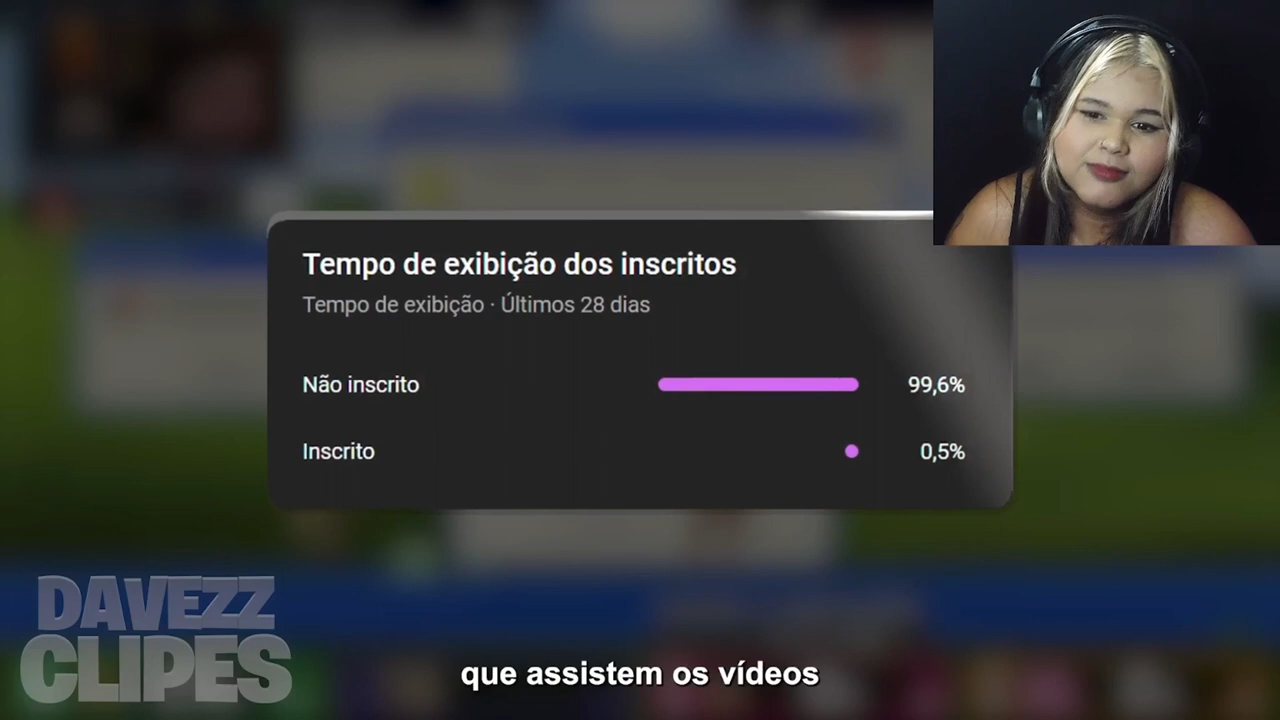 Tempo de exibição dos inscritos
Tempo de exibição · Últimos 28 dias
Não inscrito 99,6%
Inscrito 0,5%
DAVEZZ
CLIPES
que assistem os vídeos